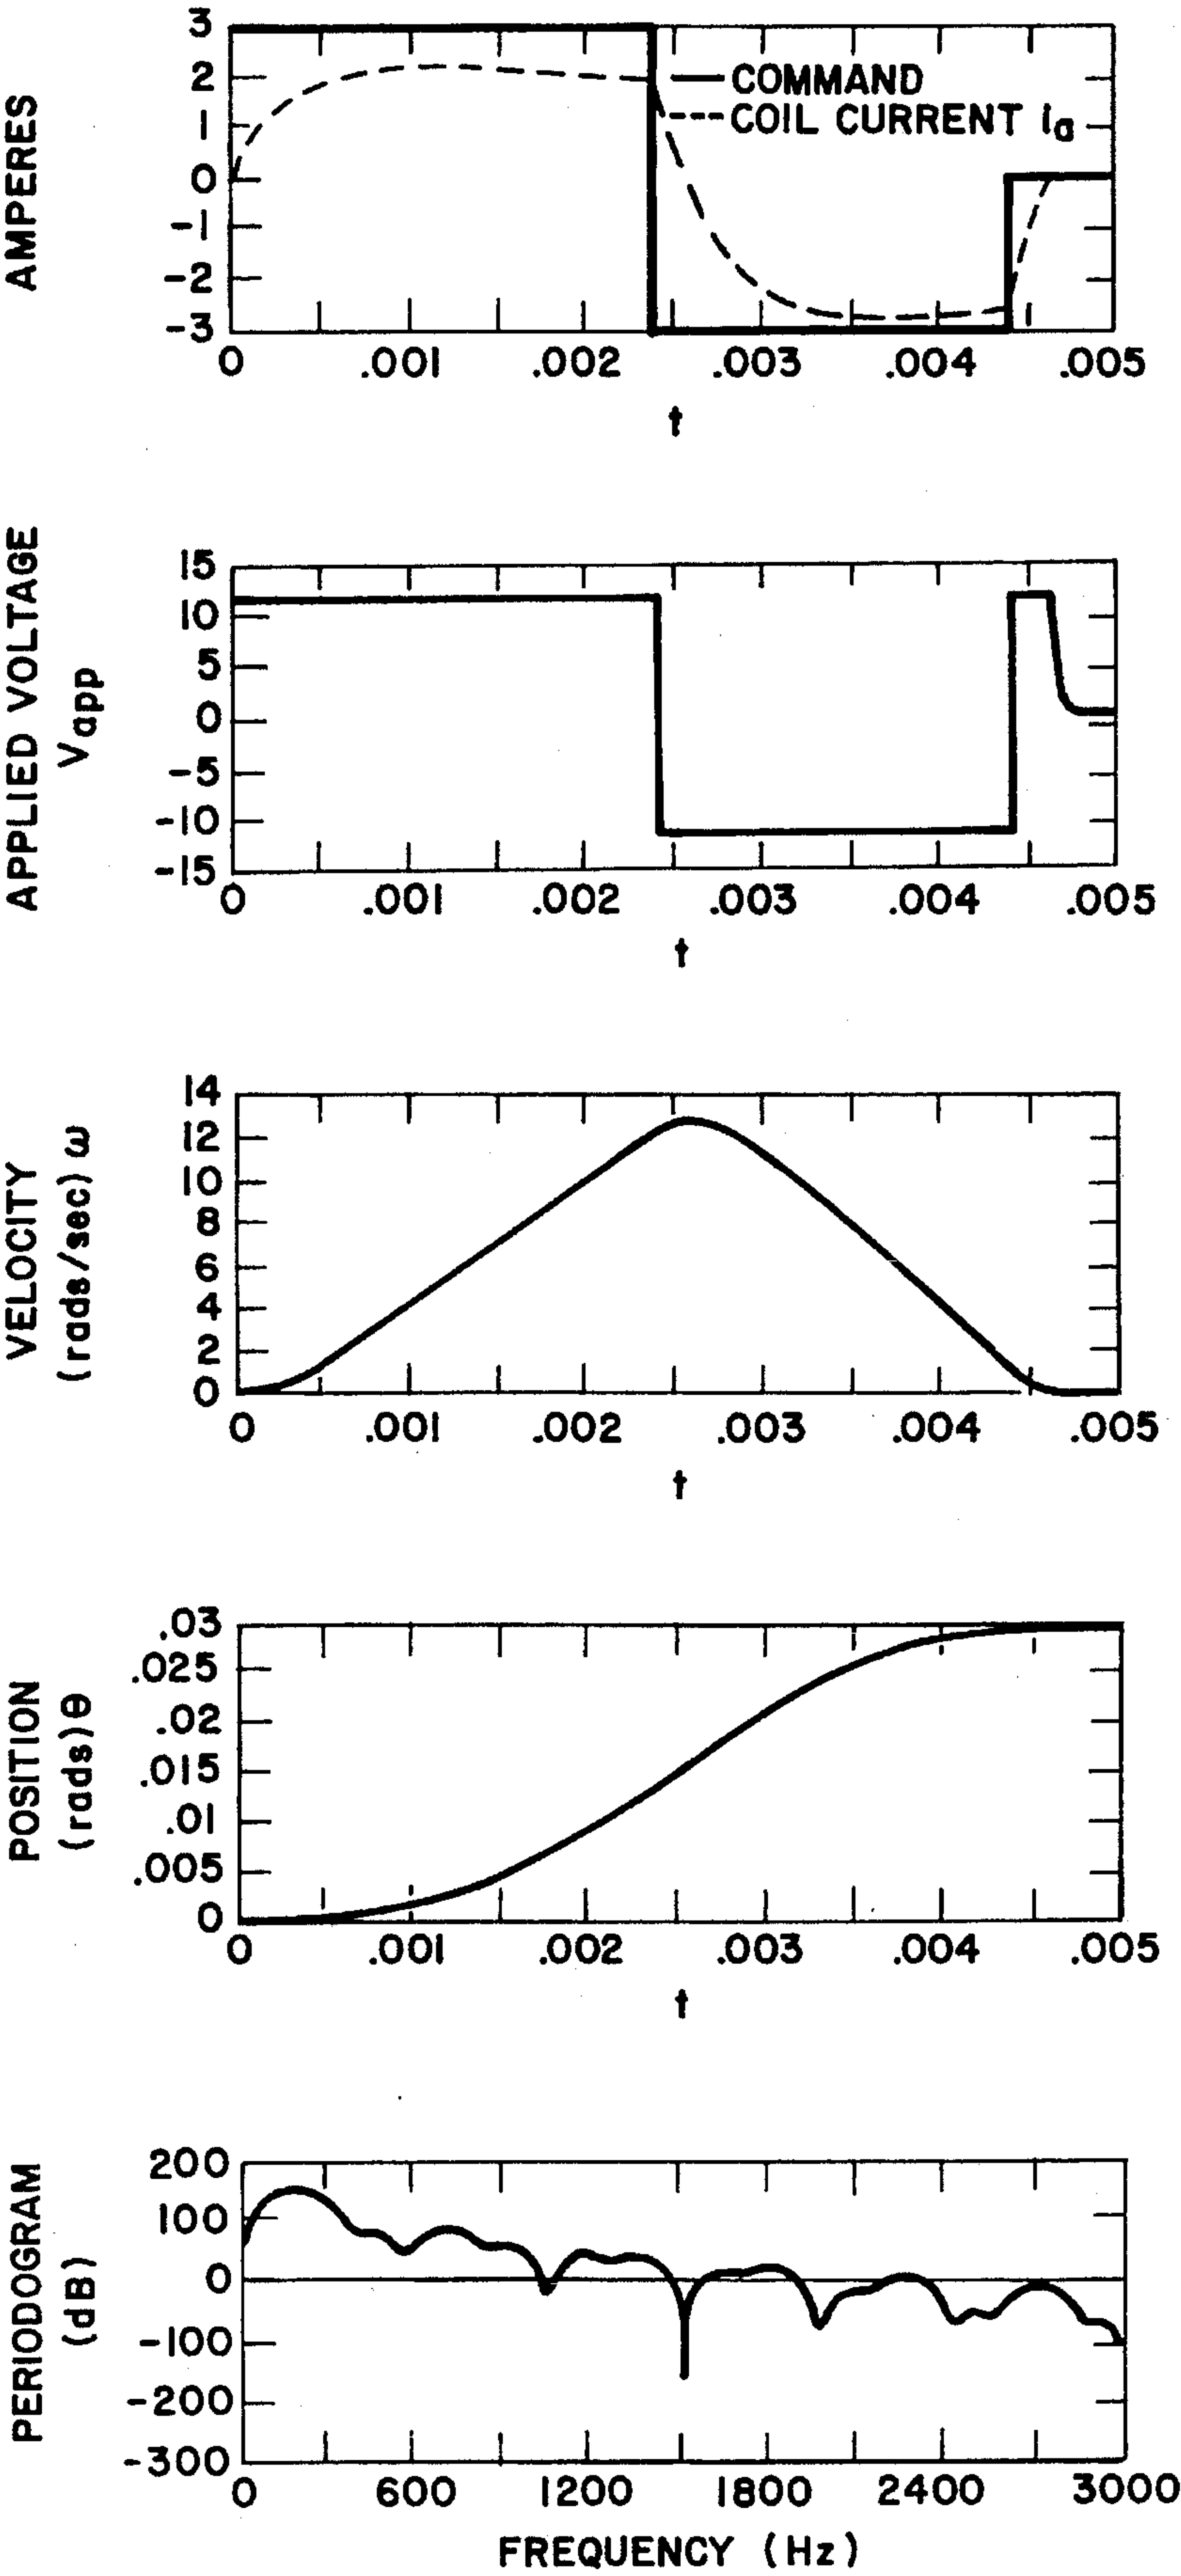 AMPERES
3
2
1
0
-1
-2
-3
COMMAND
COIL CURRENT ia
0 .001 .002 .003 .004 .005
t
APPLIED VOLTAGE
Vapp
15
10
5
0
-5
-10
-15
0 .001 .002 .003 .004 .005
t
VELOCITY
(rads/sec) ω
14
12
10
8
6
4
2
0
0 .001 .002 .003 .004 .005
t
POSITION
(rads) θ
.03
.025
.02
.015
.01
.005
0
0 .001 .002 .003 .004 .005
t
PERIODOGRAM
(dB)
200
100
0
-100
-200
-300
0 600 1200 1800 2400 3000
FREQUENCY (Hz)